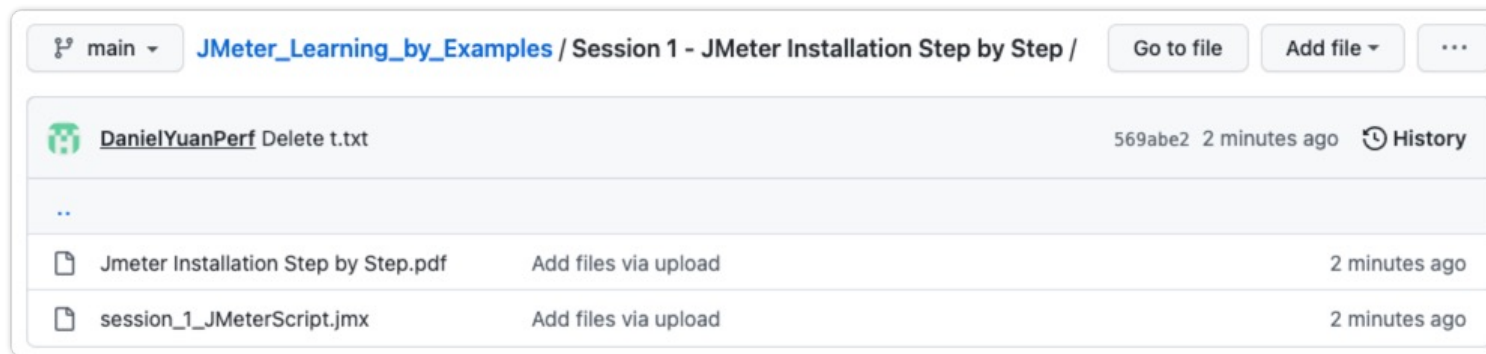 main JMeter_Learning_by_Examples / Session 1 - JMeter Installation Step by Step / Go to file Add file ...
DanielYuanPerf Delete t.txt 569abe2 2 minutes ago History
..
Jmeter Installation Step by Step.pdf Add files via upload 2 minutes ago
session_1_JMeterScript.jmx Add files via upload 2 minutes ago